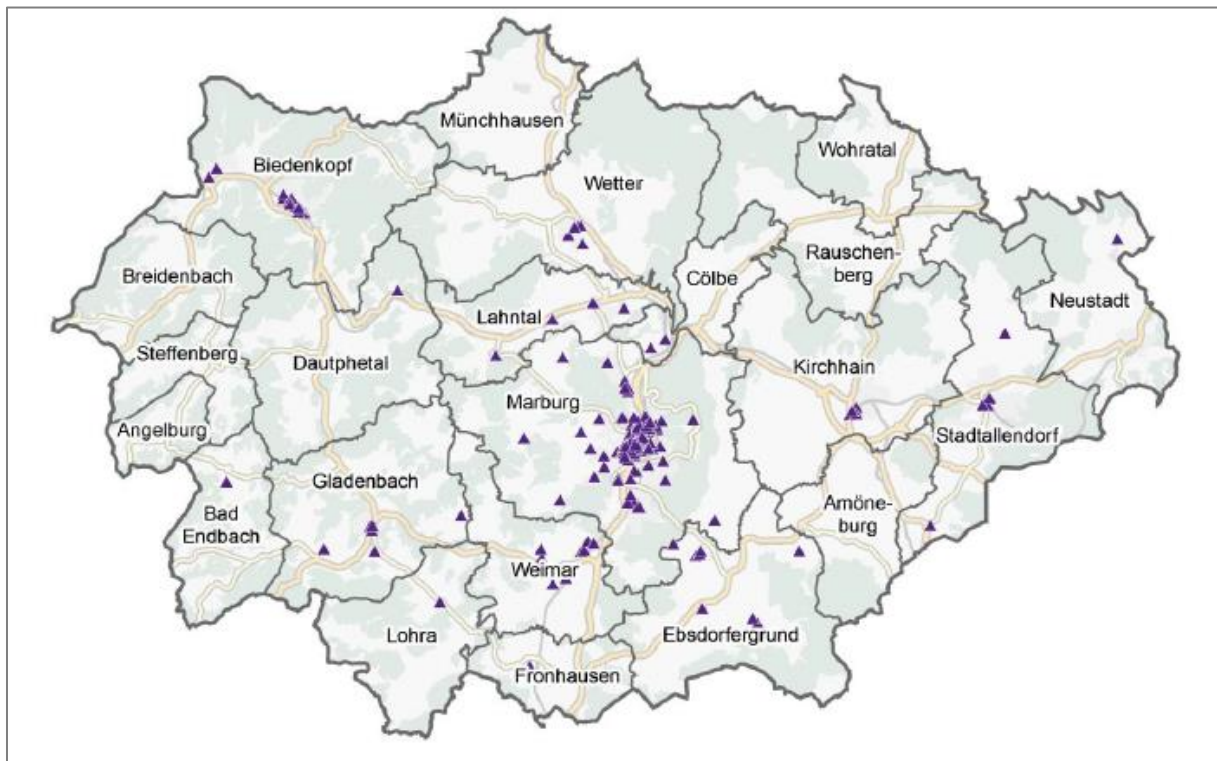 Münchhausen
Wohratal
Biedenkopf
Wetter
Breidenbach
Cölbe
Rauschen-
berg
Neustadt
Lahntal
Steffenberg
Dautphetal
Kirchhain
Marburg
Angelburg
Stadtallendorf
Gladenbach
Amöne-
burg
Bad
Endbach
Weimar
Lohra
Ebsdorfergrund
Fronhausen